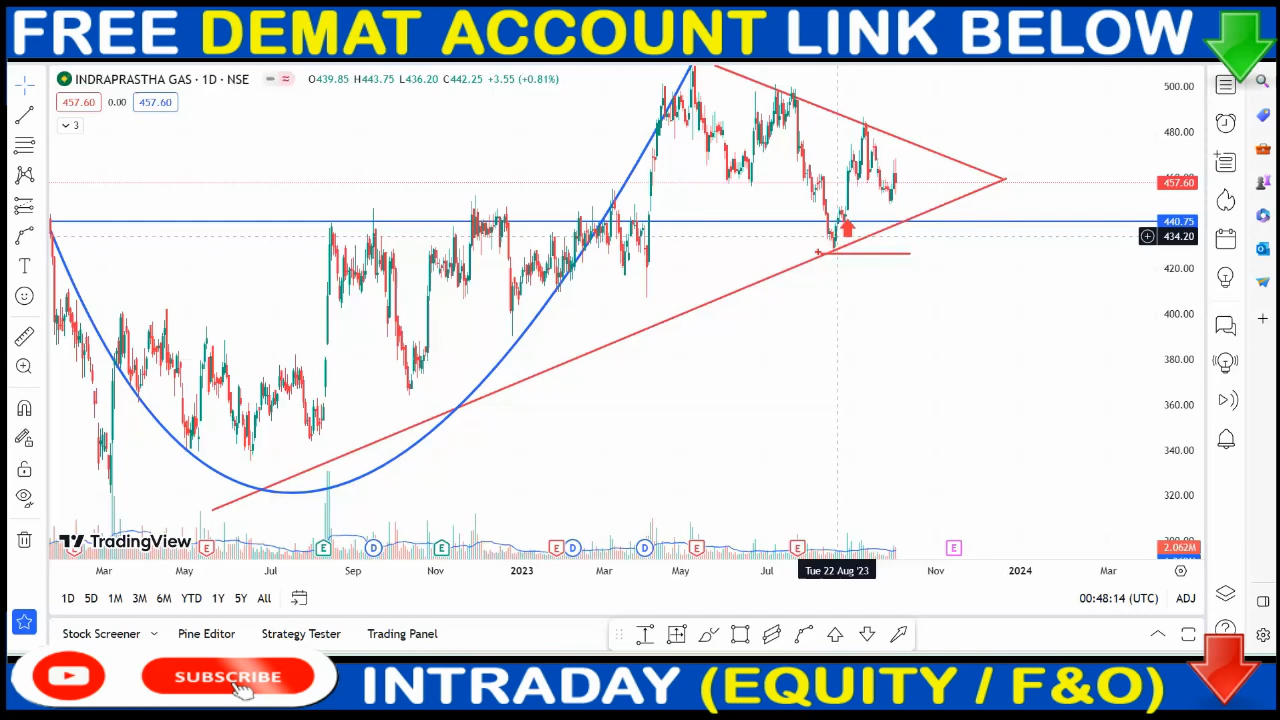 FREE DEMAT ACCOUNT LINK BELOW
INDRAPRASTHA GAS · 1D · NSE O439.85 H443.75 L436.20 C442.25 +3.55 (+0.81%)
457.60 0.00 457.60
3
500.00
480.00
457.60
440.75
434.20
420.00
400.00
380.00
360.00
340.00
320.00
TradingView
2.062M
E E D E E D D E E E
Mar May Jul Sep Nov 2023 Mar May Jul Tue 22 Aug '23 Nov 2024 Mar
1D 5D 1M 3M 6M YTD 1Y 5Y All 00:48:14 (UTC) ADJ
Stock Screener Pine Editor Strategy Tester Trading Panel
SUBSCRIBE
INTRADAY (EQUITY / F&O)